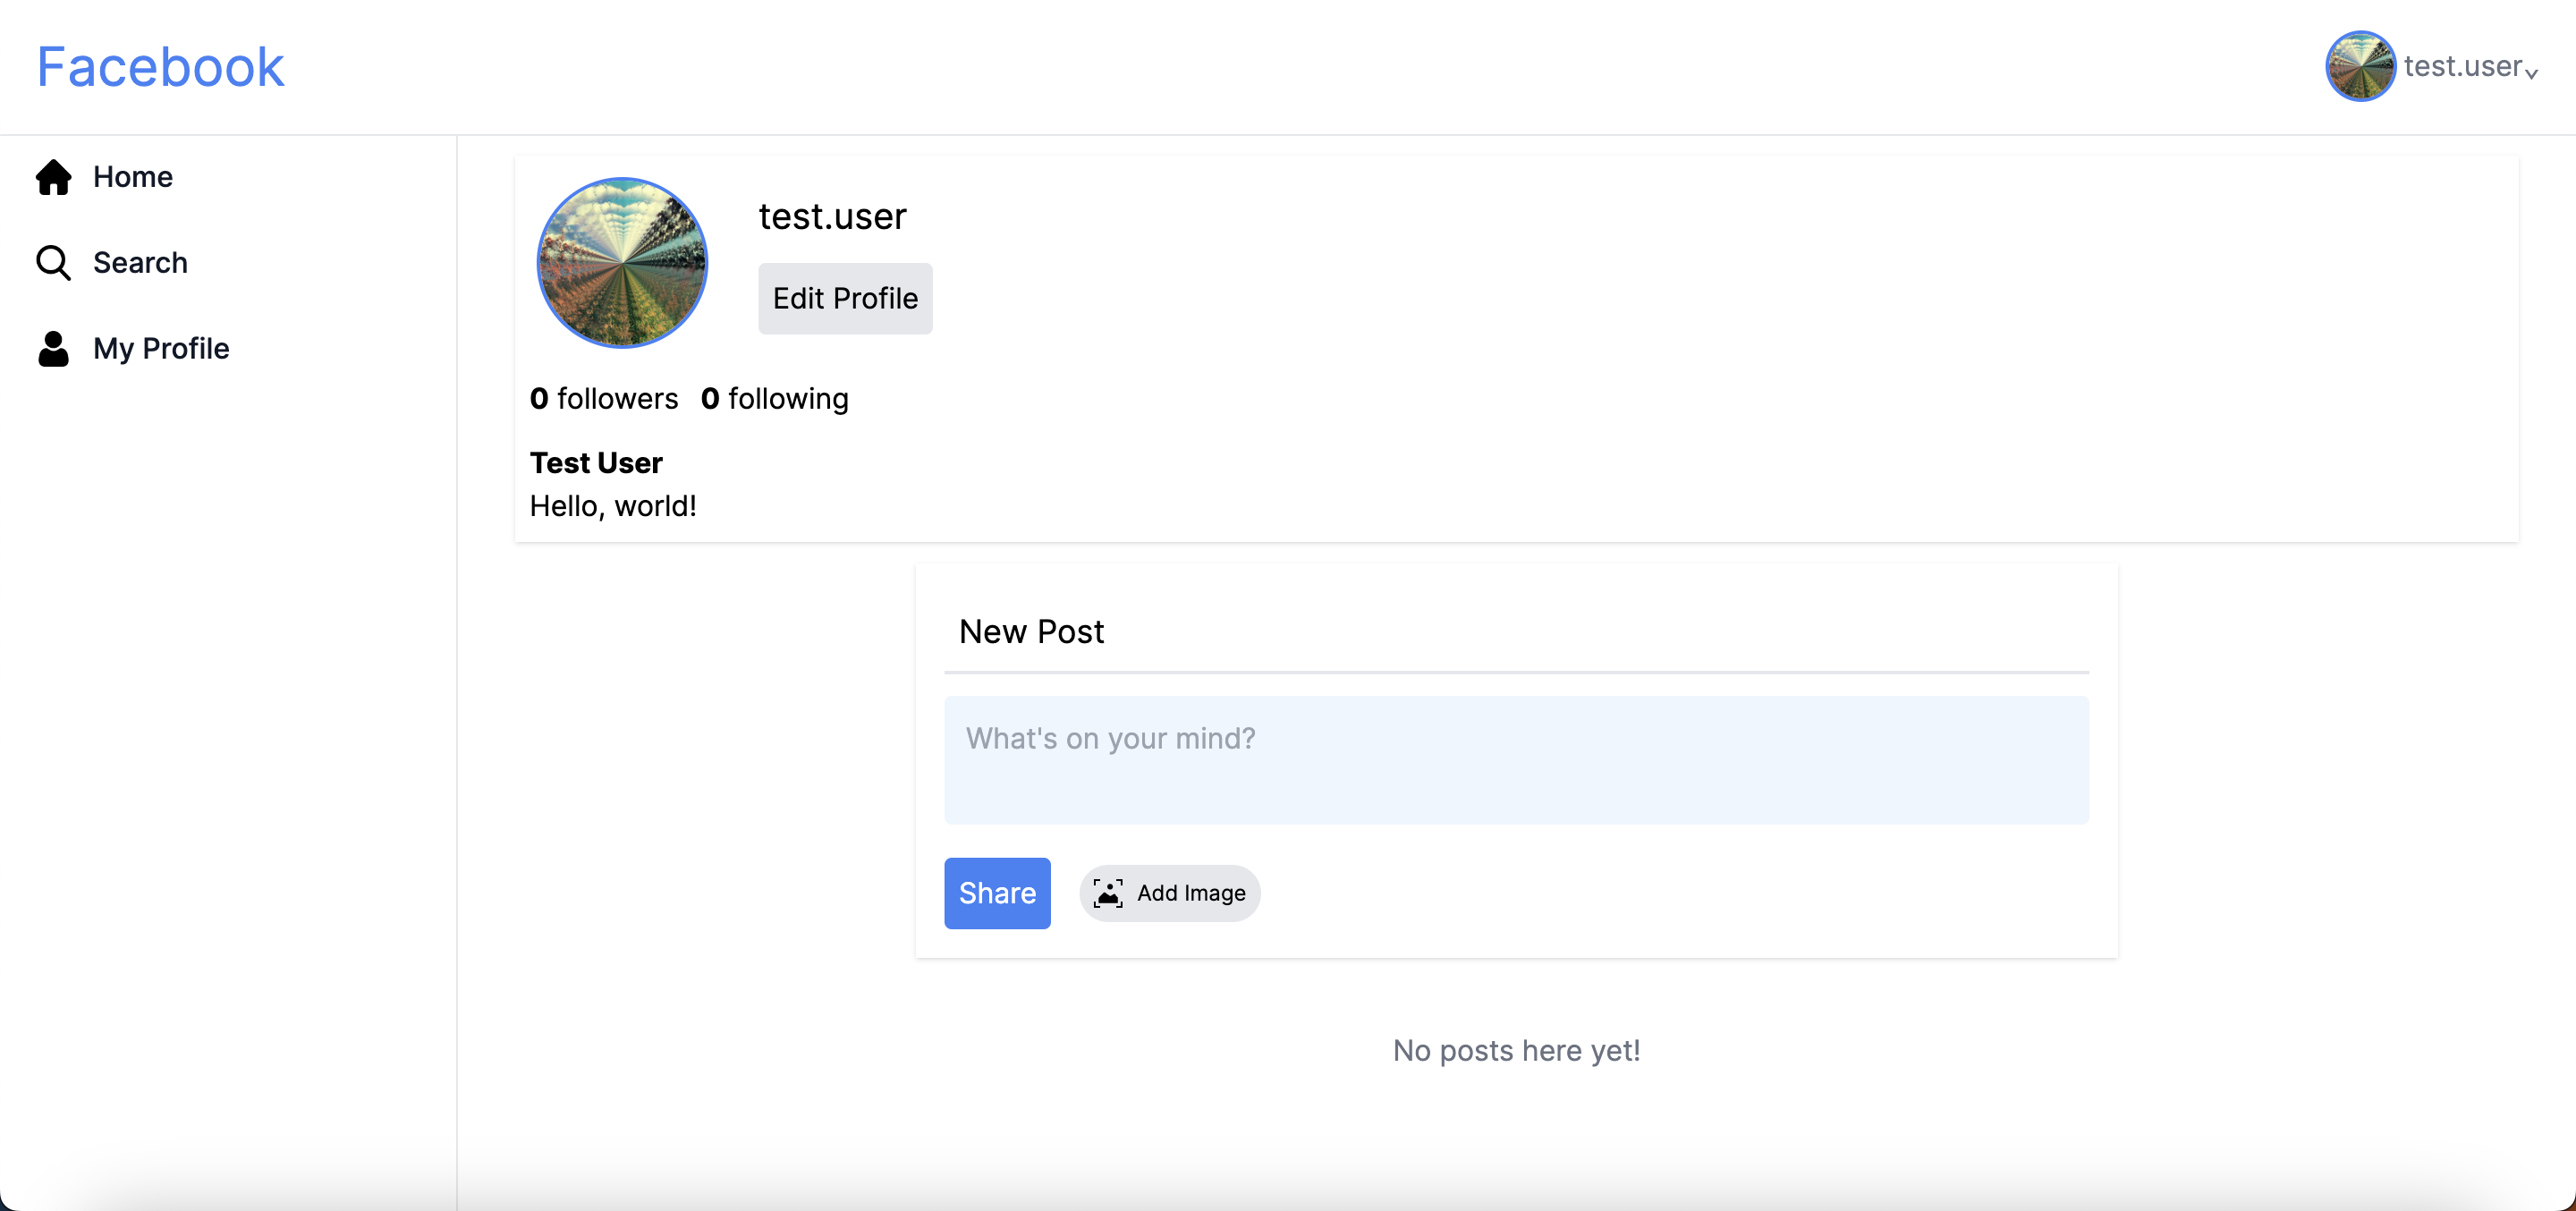 Facebook
test.user
Home
Search
My Profile
test.user
Edit Profile
0 followers 0 following
Test User
Hello, world!
New Post
What's on your mind?
Share
Add Image
No posts here yet!